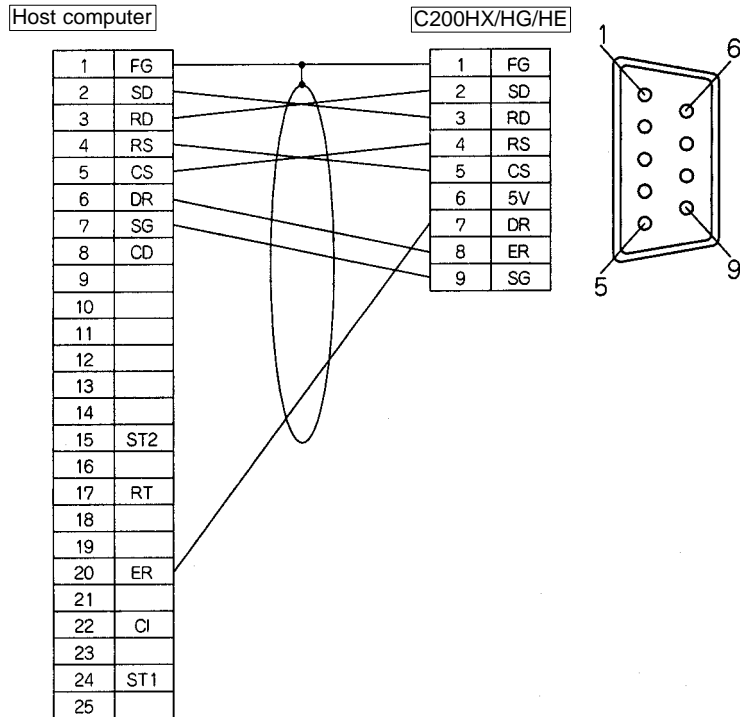 Host computer
C200HX/HG/HE
1 FG
2 SD
3 RD
4 RS
5 CS
6 DR
7 SG
8 CD
9
10
11
12
13
14
15 ST2
16
17 RT
18
19
20 ER
21
22 CI
23
24 ST1
25
1 FG
2 SD
3 RD
4 RS
5 CS
6 5V
7 DR
8 ER
9 SG
1
6
5
9